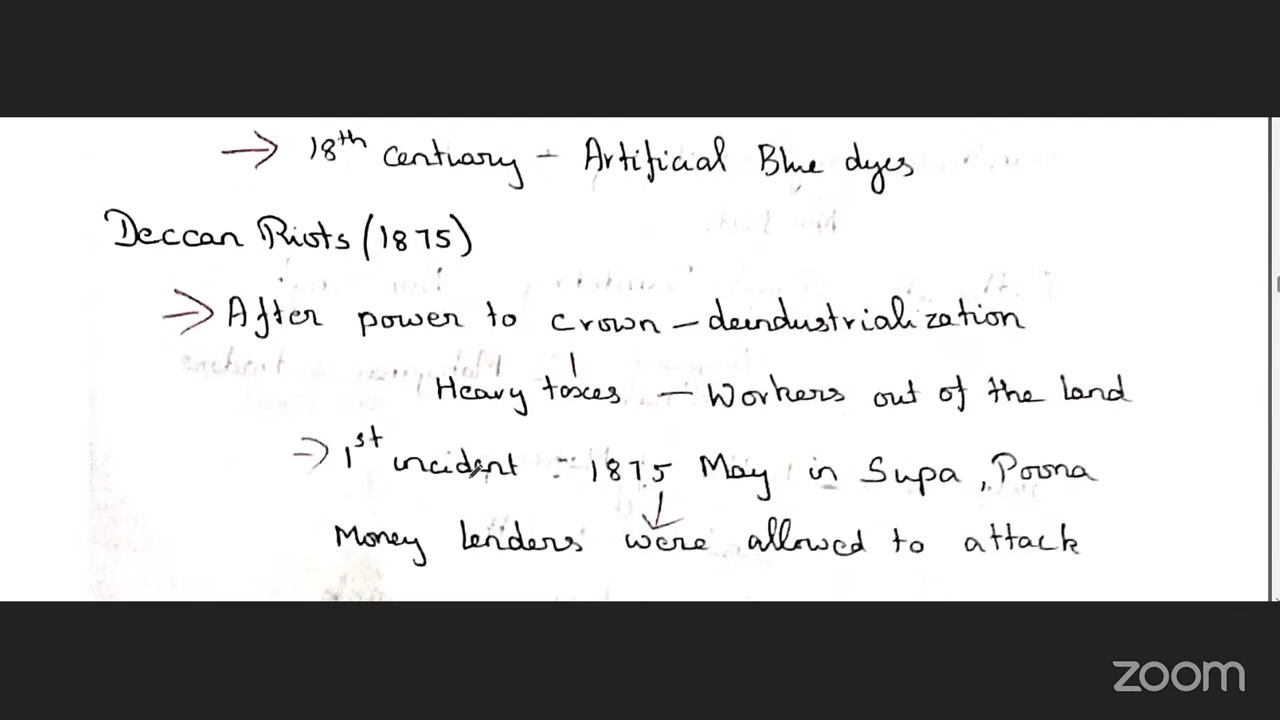 → 18th centuary - Artificial Blue dyes
Deccan Riots (1875)
→ After power to crown - deindustrialization
Heavy taxes - Workers out of the land
→ 1st incident - 1875 May in Supa, Poona
Money lenders were allowed to attack
zoom